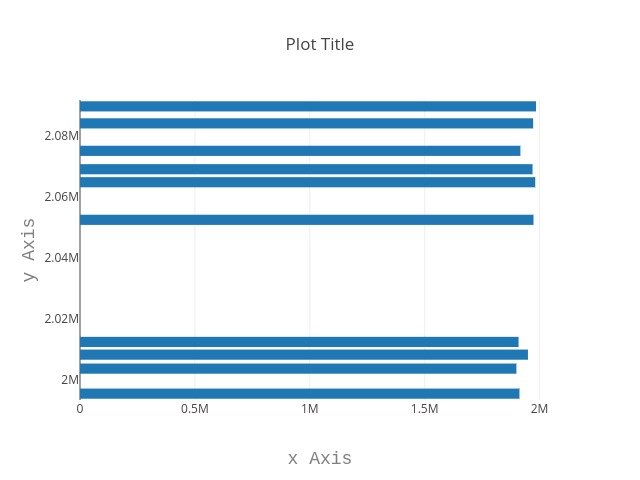 Plot Title
2.08M
2.06M
2.04M
2.02M
2M
0 0.5M 1M 1.5M 2M
y Axis
x Axis